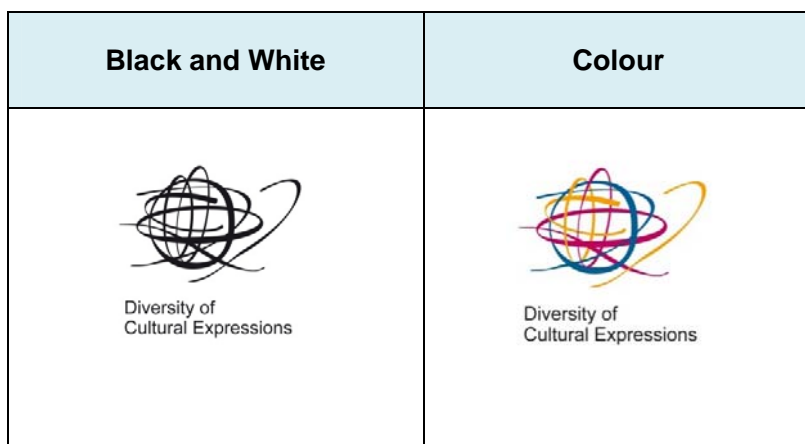 Black and White
Colour
Diversity of
Cultural Expressions
Diversity of
Cultural Expressions